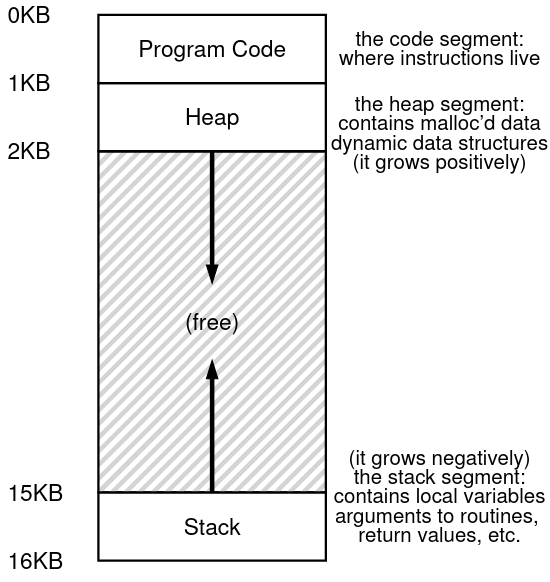 0KB
Program Code
the code segment:
where instructions live
1KB
Heap
the heap segment:
contains malloc'd data
dynamic data structures
(it grows positively)
2KB
(free)
(it grows negatively)
the stack segment:
contains local variables
arguments to routines,
return values, etc.
15KB
Stack
16KB